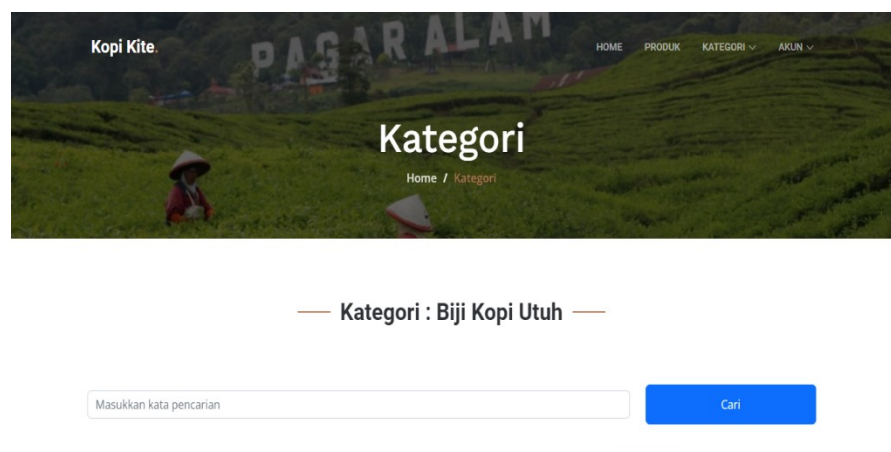 PAGAR ALAM
Kopi Kite.
HOME PRODUK KATEGORI AKUN
Kategori
Home / Kategori
Kategori : Biji Kopi Utuh
Masukkan kata pencarian
Cari